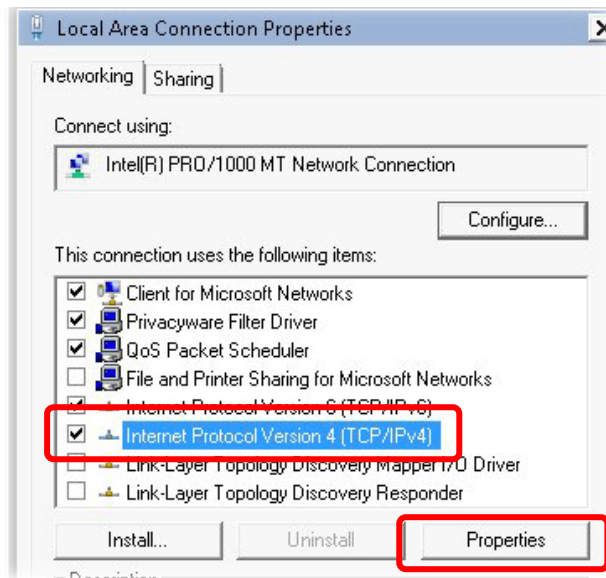 Local Area Connection Properties
Networking
Sharing
Connect using:
Intel(R) PRO/1000 MT Network Connection
Configure...
This connection uses the following items:
Client for Microsoft Networks
Privacyware Filter Driver
QoS Packet Scheduler
File and Printer Sharing for Microsoft Networks
Internet Protocol Version 6 (TCP/IPv6)
Internet Protocol Version 4 (TCP/IPv4)
Link-Layer Topology Discovery Mapper I/O Driver
Link-Layer Topology Discovery Responder
Install...
Uninstall
Properties
Description